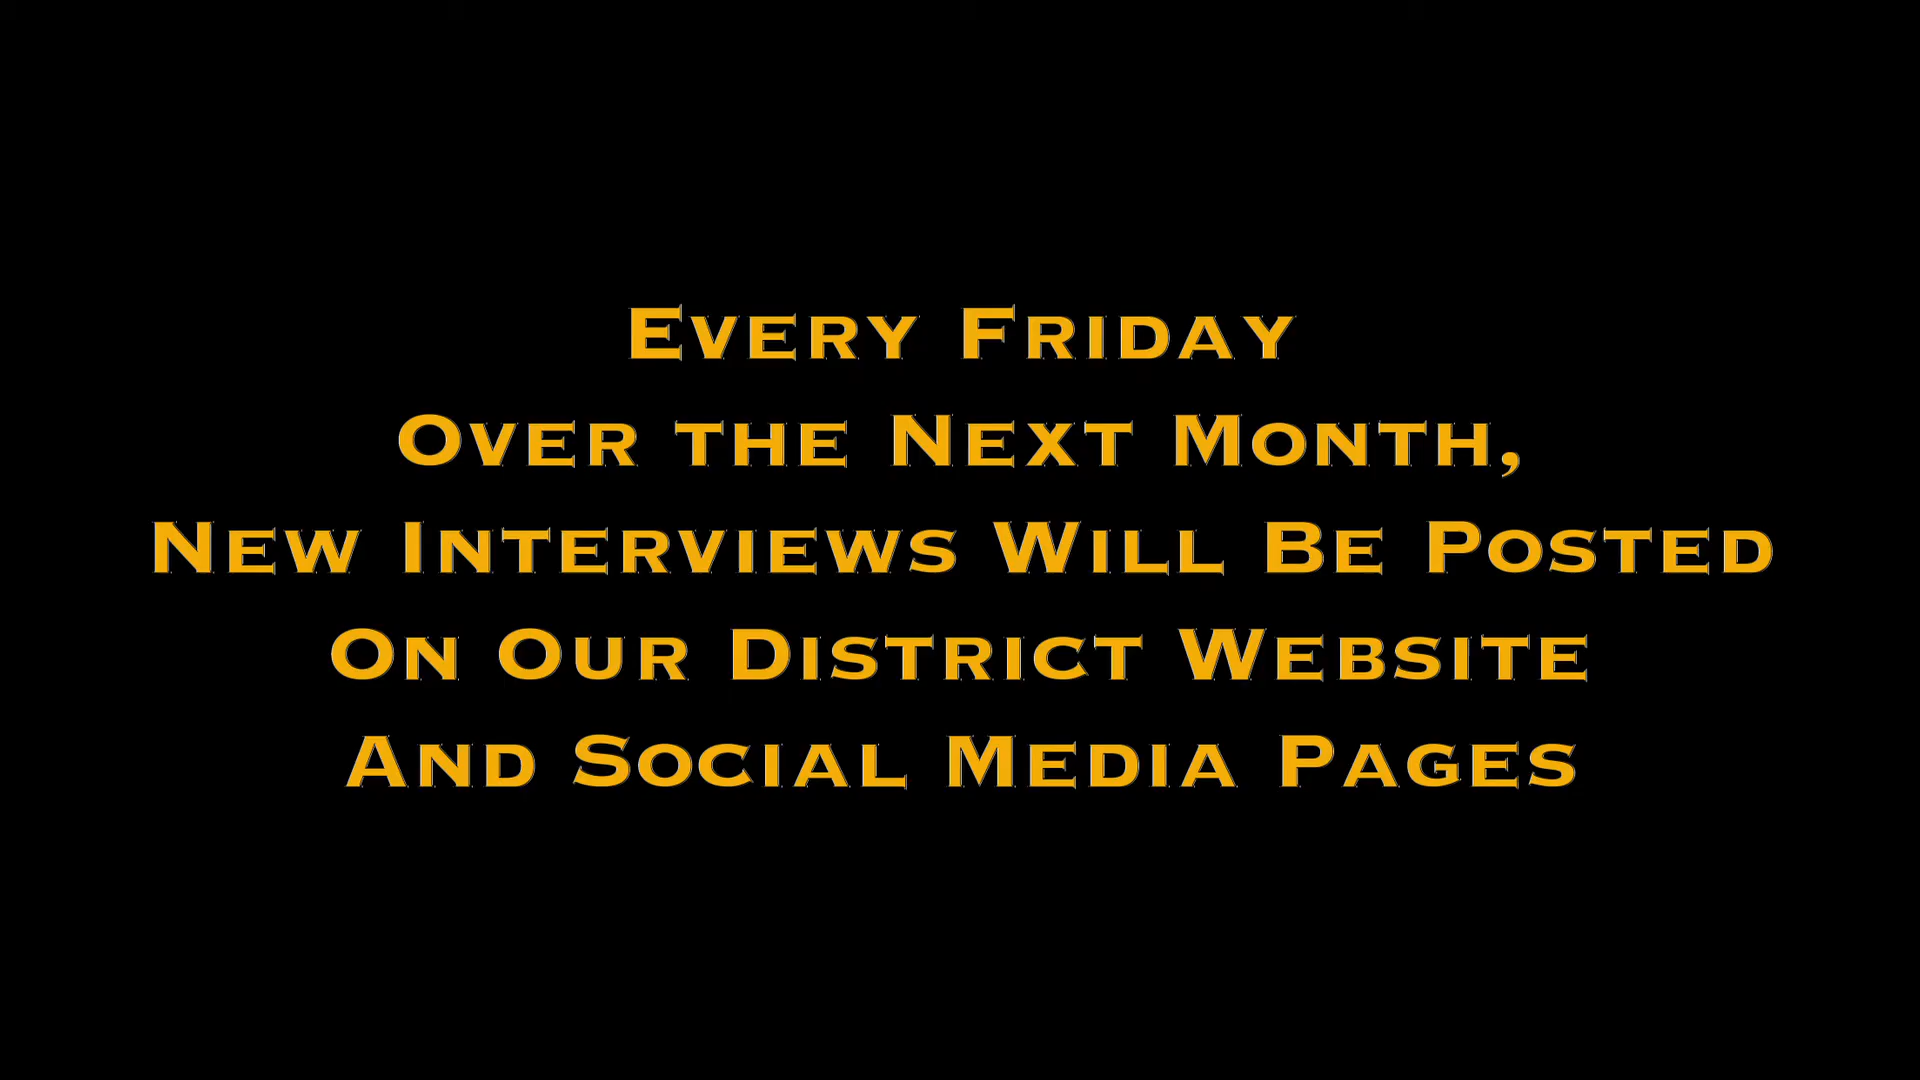 Every Friday
Over the Next Month,
New Interviews Will Be Posted
On Our District Website
And Social Media Pages